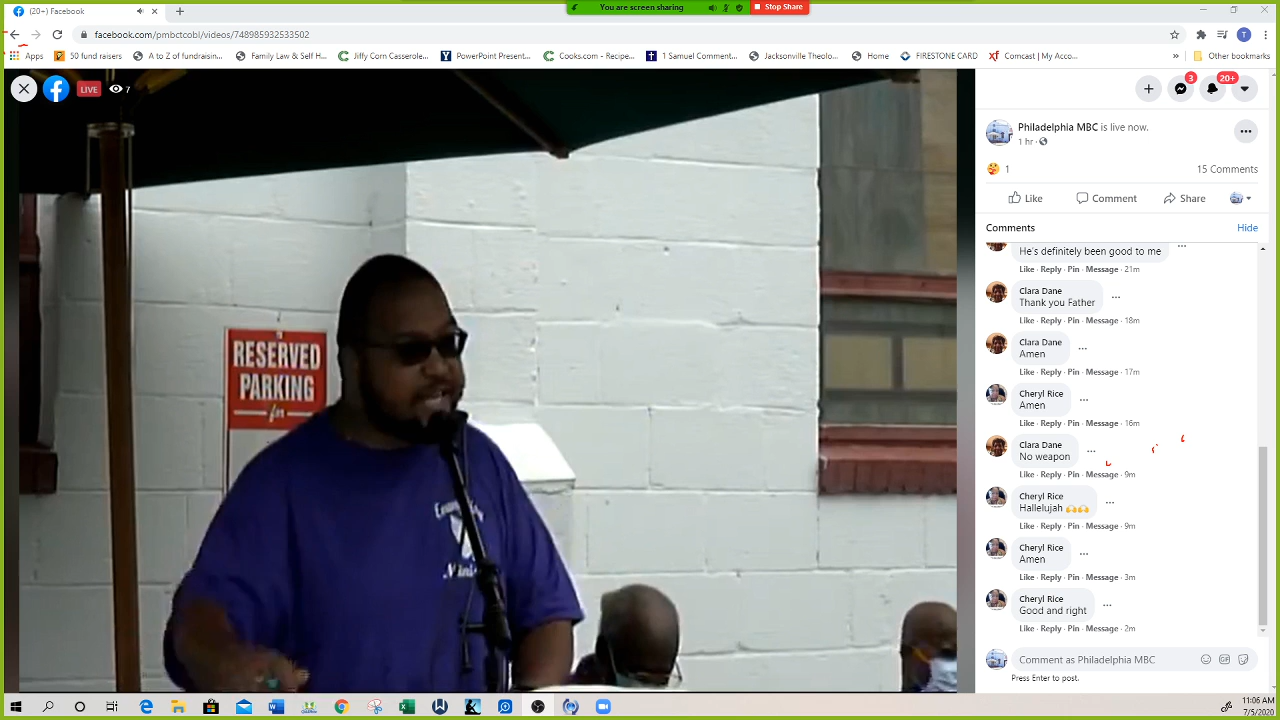 You are screen sharing
Stop Share
(20+) Facebook
facebook.com/pmbctcobl/videos/748985932533502
T
Apps
50 fund raisers
A to Z of fundraisin...
Family Law & Self H...
Jiffy Corn Casserole...
PowerPoint Present...
Cooks.com - Recipe...
1 Samuel Comment...
Jacksonville Theolo...
Home
FIRESTONE CARD
Comcast | My Acco...
»
Other bookmarks
LIVE
7
3
20+
Philadelphia MBC is live now.
1 hr ·
1
15 Comments
Like
Comment
Share
Comments
Hide
He's definitely been good to me
Like · Reply · Pin · Message · 21m
Clara Dane
Thank you Father
Like · Reply · Pin · Message · 18m
Clara Dane
Amen
Like · Reply · Pin · Message · 17m
Cheryl Rice
Amen
Like · Reply · Pin · Message · 16m
Clara Dane
No weapon
Like · Reply · Pin · Message · 9m
Cheryl Rice
Hallelujah 🙌🙌
Like · Reply · Pin · Message · 9m
Cheryl Rice
Amen
Like · Reply · Pin · Message · 3m
Cheryl Rice
Good and right
Like · Reply · Pin · Message · 2m
Comment as Philadelphia MBC
GIF
Press Enter to post.
RESERVED
PARKING
for
11:06 AM
7/5/2020